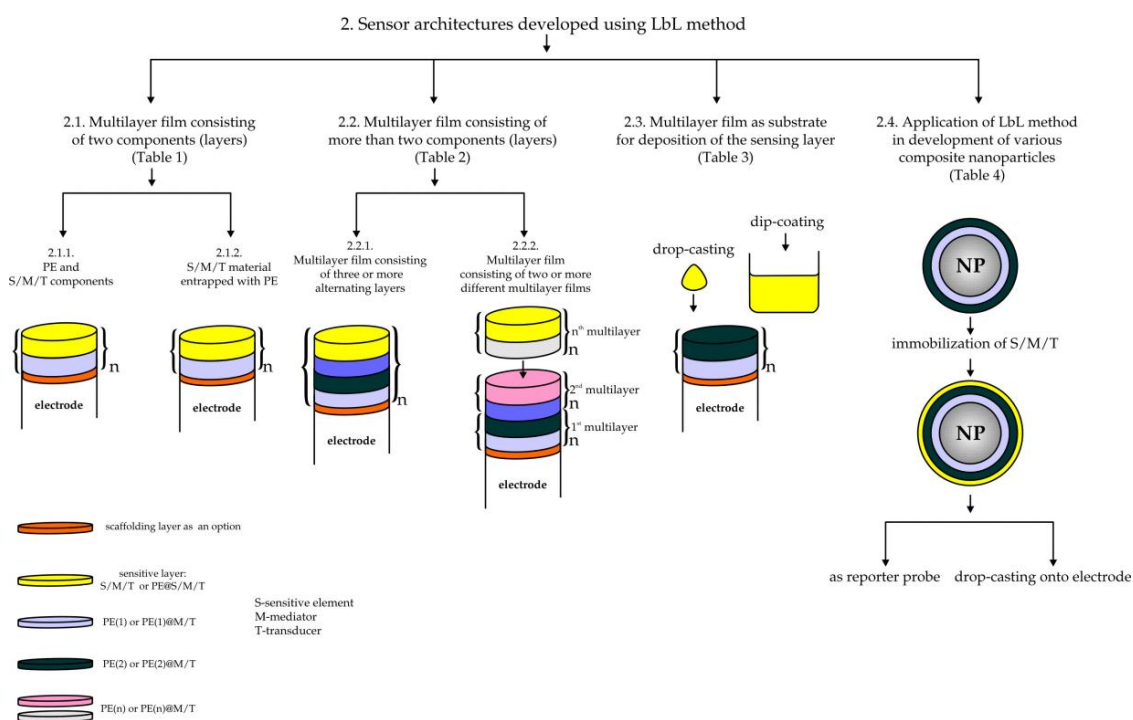 2. Sensor architectures developed using LbL method
2.1. Multilayer film consisting
of two components (layers)
(Table 1)
2.2. Multilayer film consisting of
more than two components (layers)
(Table 2)
2.3. Multilayer film as substrate
for deposition of the sensing layer
(Table 3)
2.4. Application of LbL method
in development of various
composite nanoparticles
(Table 4)
2.1.1.
PE and
S/M/T components
2.1.2.
S/M/T material
entrapped with PE
2.2.1.
Multilayer film consisting
of three or more
alternating layers
2.2.2.
Multilayer film
consisting of two or more
different multilayer films
drop-casting
dip-coating
n
electrode
n
electrode
n
electrode
nth multilayer
n
2nd multilayer
n
1st multilayer
n
electrode
n
electrode
NP
immobilization of S/M/T
NP
as reporter probe
drop-casting onto electrode
scaffolding layer as an option
sensitive layer:
S/M/T or PE@S/M/T
PE(1) or PE(1)@M/T
PE(2) or PE(2)@M/T
PE(n) or PE(n)@M/T
S-sensitive element
M-mediator
T-transducer